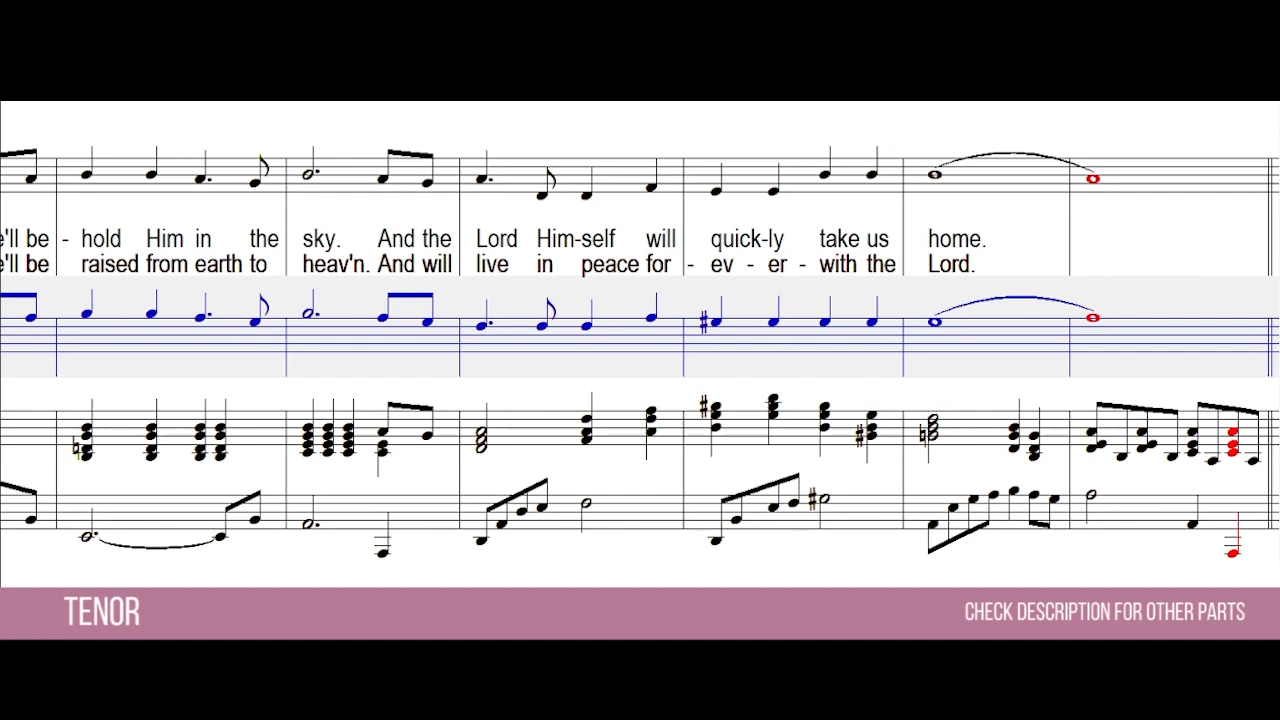 e'll be - hold Him in the sky. And the Lord Him-self will quick-ly take us home.
e'll be raised from earth to heav'n. And will live in peace for - ev - er - with the Lord.
TENOR
CHECK DESCRIPTION FOR OTHER PARTS